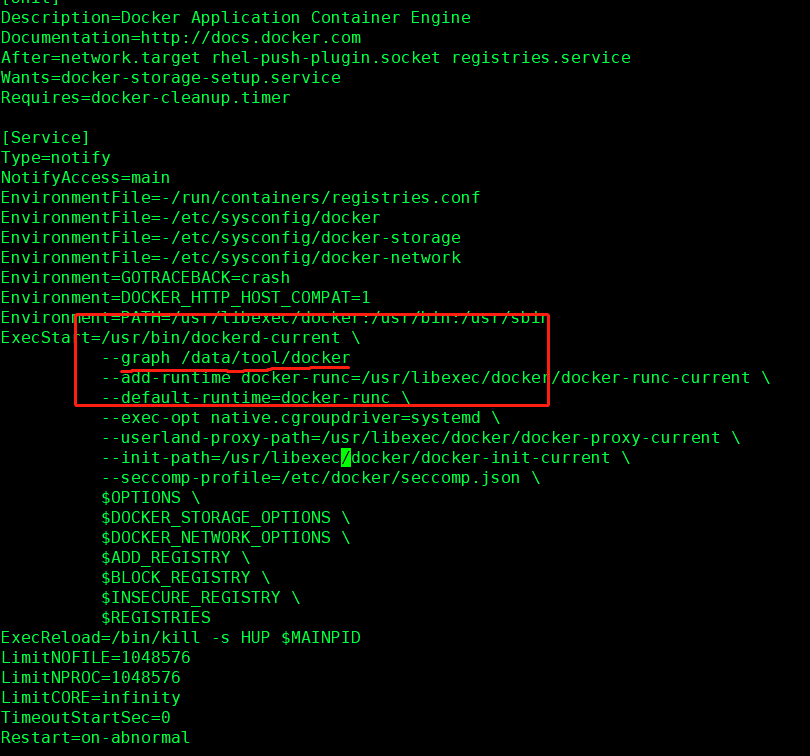 [Unit]
Description=Docker Application Container Engine
Documentation=http://docs.docker.com
After=network.target rhel-push-plugin.socket registries.service
Wants=docker-storage-setup.service
Requires=docker-cleanup.timer

[Service]
Type=notify
NotifyAccess=main
EnvironmentFile=-/run/containers/registries.conf
EnvironmentFile=-/etc/sysconfig/docker
EnvironmentFile=-/etc/sysconfig/docker-storage
EnvironmentFile=-/etc/sysconfig/docker-network
Environment=GOTRACEBACK=crash
Environment=DOCKER_HTTP_HOST_COMPAT=1
Environment=PATH=/usr/libexec/docker:/usr/bin:/usr/sbin
ExecStart=/usr/bin/dockerd-current \
          --graph /data/tool/docker
          --add-runtime docker-runc=/usr/libexec/docker/docker-runc-current \
          --default-runtime=docker-runc \
          --exec-opt native.cgroupdriver=systemd \
          --userland-proxy-path=/usr/libexec/docker/docker-proxy-current \
          --init-path=/usr/libexec/docker/docker-init-current \
          --seccomp-profile=/etc/docker/seccomp.json \
          $OPTIONS \
          $DOCKER_STORAGE_OPTIONS \
          $DOCKER_NETWORK_OPTIONS \
          $ADD_REGISTRY \
          $BLOCK_REGISTRY \
          $INSECURE_REGISTRY \
          $REGISTRIES
ExecReload=/bin/kill -s HUP $MAINPID
LimitNOFILE=1048576
LimitNPROC=1048576
LimitCORE=infinity
TimeoutStartSec=0
Restart=on-abnormal